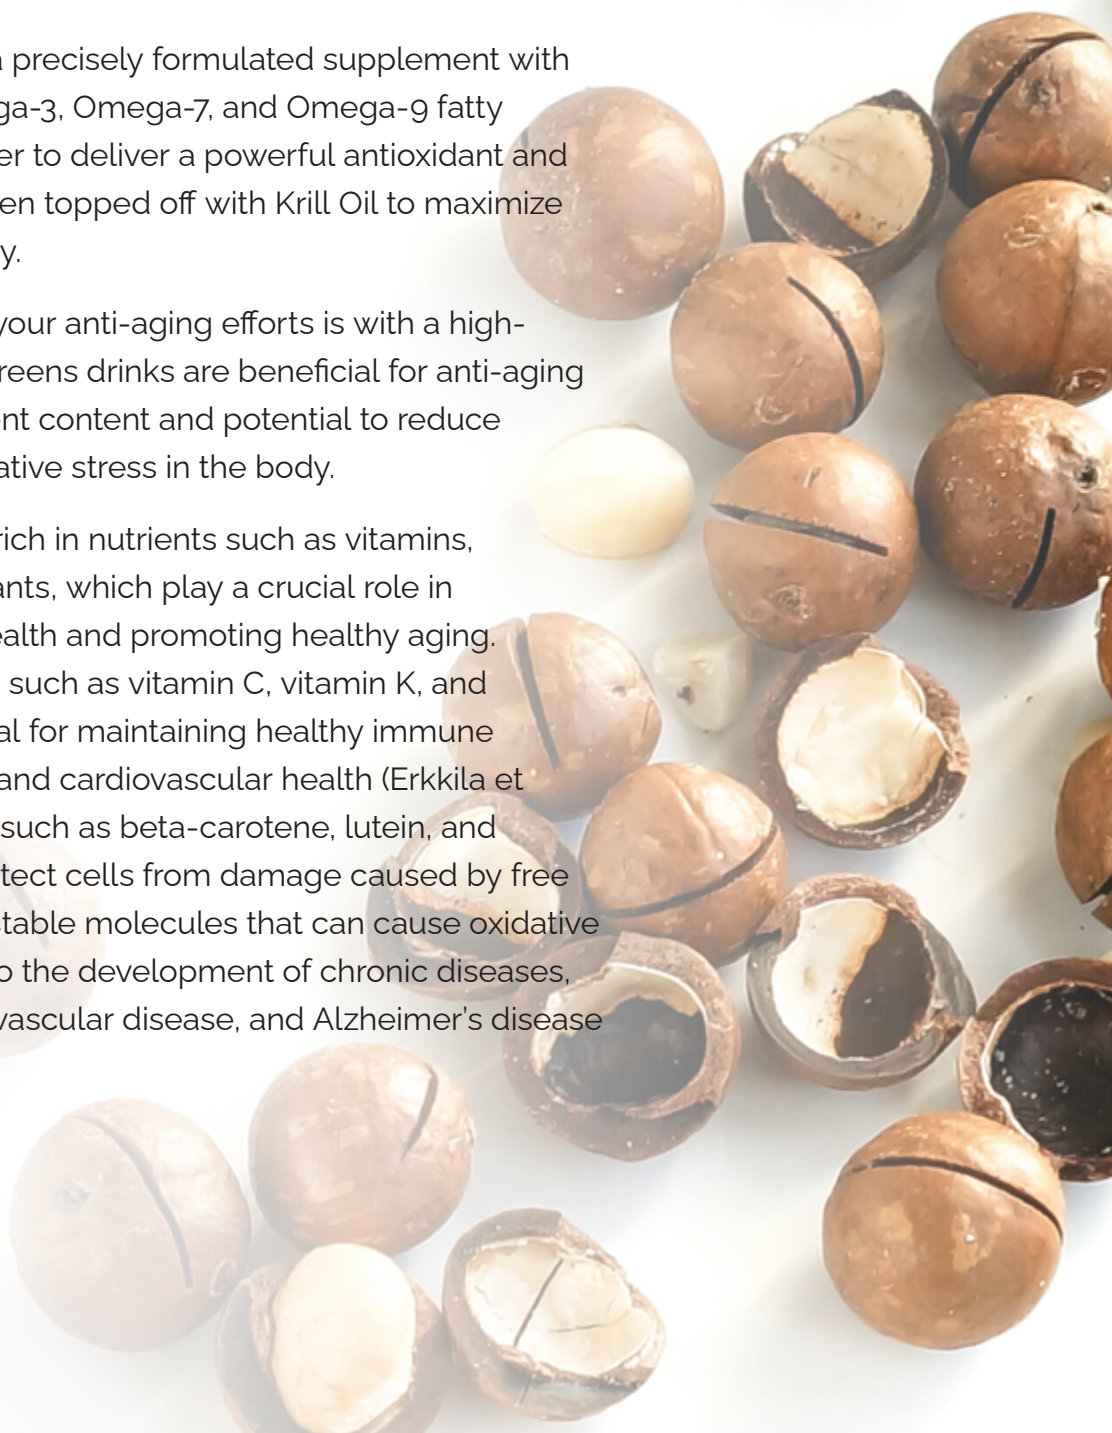 a precisely formulated supplement with
ga-3, Omega-7, and Omega-9 fatty
er to deliver a powerful antioxidant and
en topped off with Krill Oil to maximize
y.
your anti-aging efforts is with a high-
reens drinks are beneficial for anti-aging
ent content and potential to reduce
ative stress in the body.
rich in nutrients such as vitamins,
ants, which play a crucial role in
ealth and promoting healthy aging.
such as vitamin C, vitamin K, and
al for maintaining healthy immune
and cardiovascular health (Erkkila et
such as beta-carotene, lutein, and
tect cells from damage caused by free
stable molecules that can cause oxidative
o the development of chronic diseases,
vascular disease, and Alzheimer’s disease